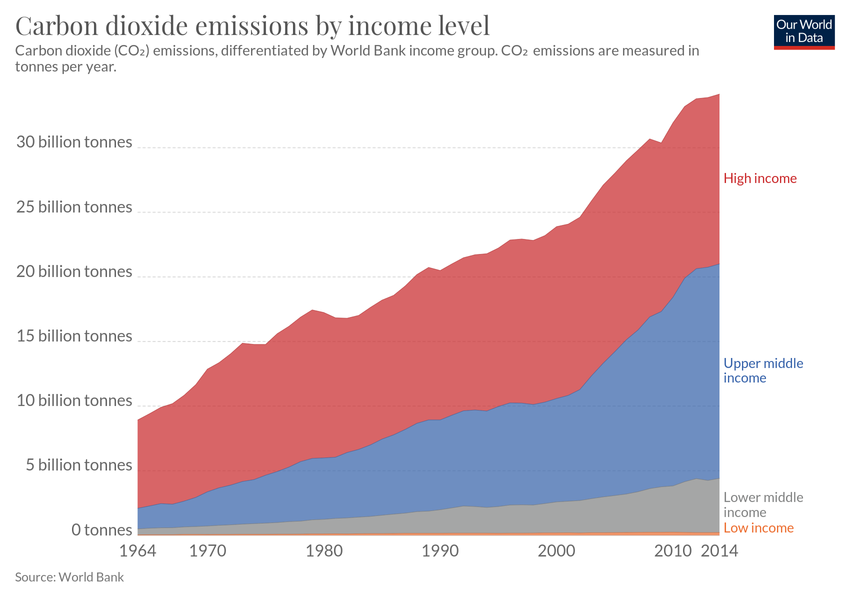 Carbon dioxide emissions by income level
Our World
in Data
Carbon dioxide (CO₂) emissions, differentiated by World Bank income group. CO₂ emissions are measured in
tonnes per year.
30 billion tonnes
25 billion tonnes
20 billion tonnes
15 billion tonnes
10 billion tonnes
5 billion tonnes
0 tonnes
High income
Upper middle
income
Lower middle
income
Low income
1964 1970 1980 1990 2000 2010 2014
Source: World Bank